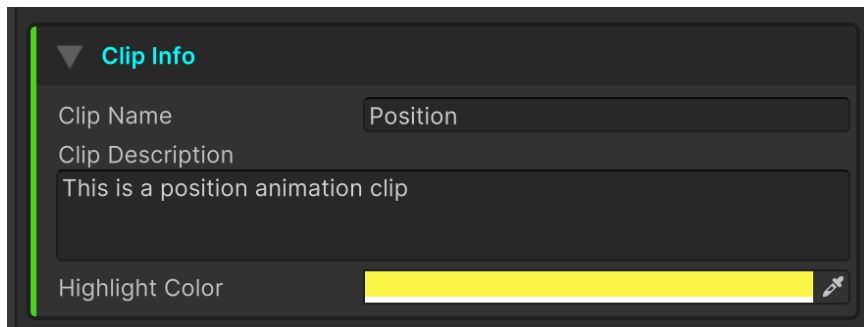 Clip Info
Clip Name
Position
Clip Description
This is a position animation clip
Highlight Color